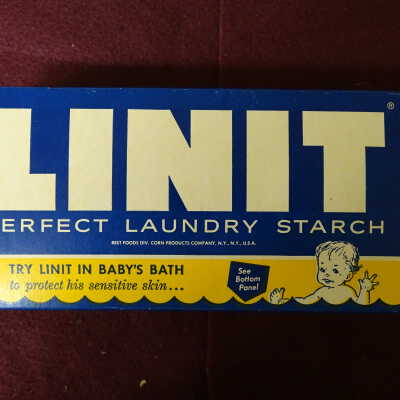 LINIT®
ERFECT LAUNDRY STARCH
BEST FOODS DIV. CORN PRODUCTS COMPANY, N.Y., N.Y., U.S.A.
TRY LINIT IN BABY'S BATH
to protect his sensitive skin...
See
Bottom
Panel